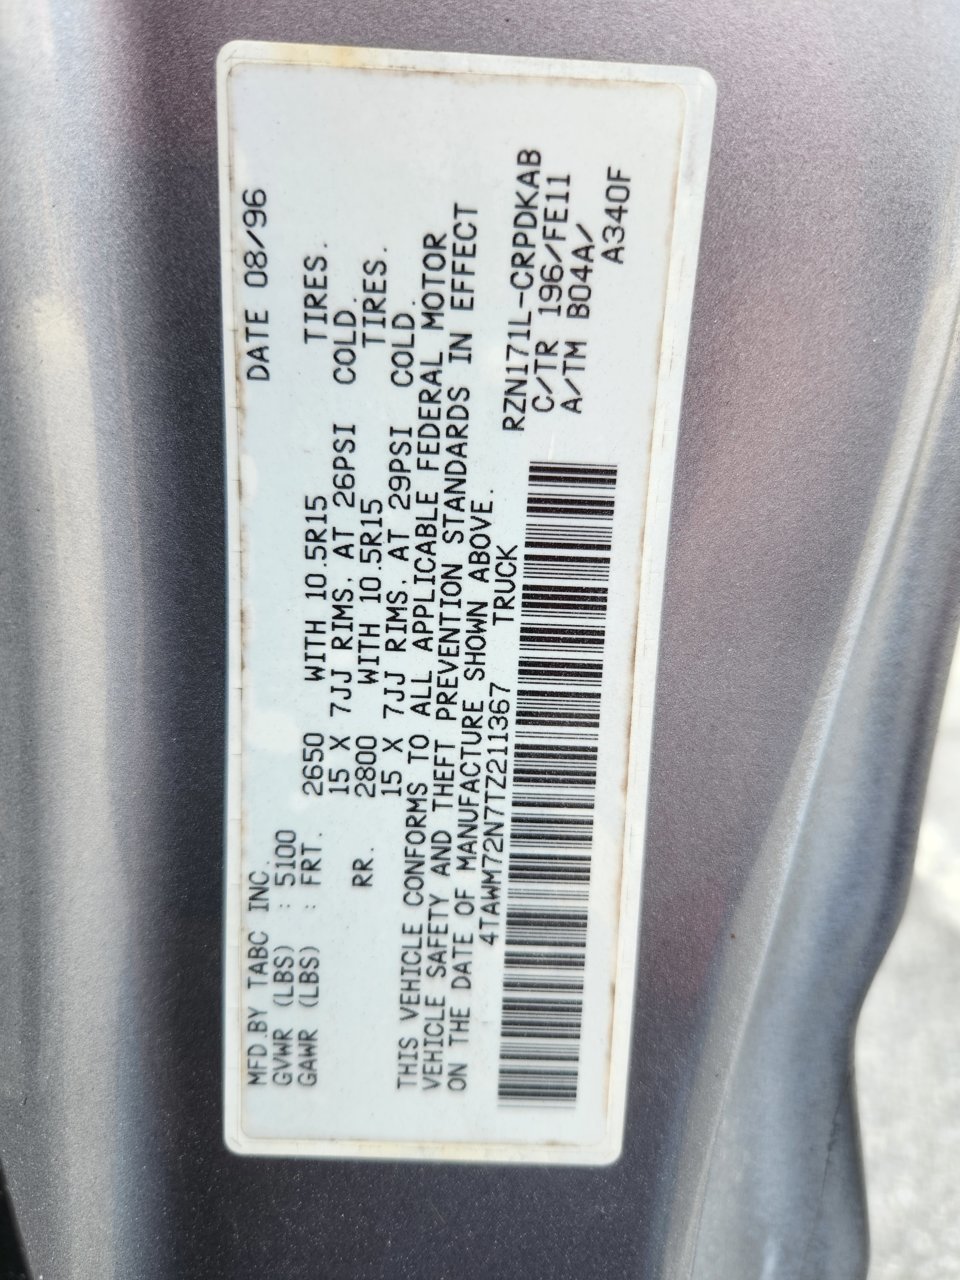 MFD.BY TABC INC. DATE 08/96
GVWR (LBS) : 5100
GAWR (LBS) : FRT. 2650 WITH 10.5R15 TIRES.
15 X 7JJ RIMS, AT 26PSI COLD.
RR. 2800 WITH 10.5R15 TIRES.
15 X 7JJ RIMS, AT 29PSI COLD.
THIS VEHICLE CONFORMS TO ALL APPLICABLE FEDERAL MOTOR
VEHICLE SAFETY AND THEFT PREVENTION STANDARDS IN EFFECT
ON THE DATE OF MANUFACTURE SHOWN ABOVE.
4TAWM72N7TZ211367 TRUCK
RZN171L-CRPDKAB
C/TR 196/FE11
A/TM B04A/
A340F